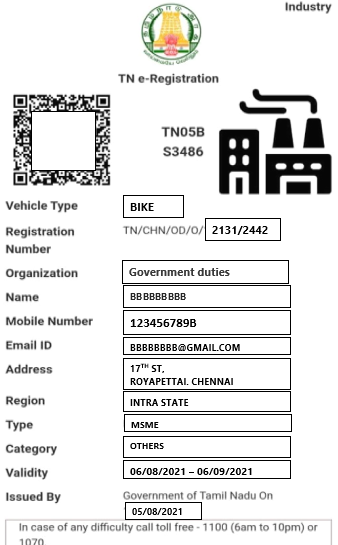 Industry
TN e-Registration
TN05B
S3486
Vehicle Type BIKE
Registration Number TN/CHN/OD/O/ 2131/2442
Organization Government duties
Name BBBBBBBBB
Mobile Number 123456789B
Email ID BBBBBBBB@GMAIL.COM
Address 17TH ST,
ROYAPETTAI. CHENNAI
Region INTRA STATE
Type MSME
Category OTHERS
Validity 06/08/2021 – 06/09/2021
Issued By Government of Tamil Nadu On
05/08/2021
In case of any difficulty call toll free - 1100 (6am to 10pm) or
1070.